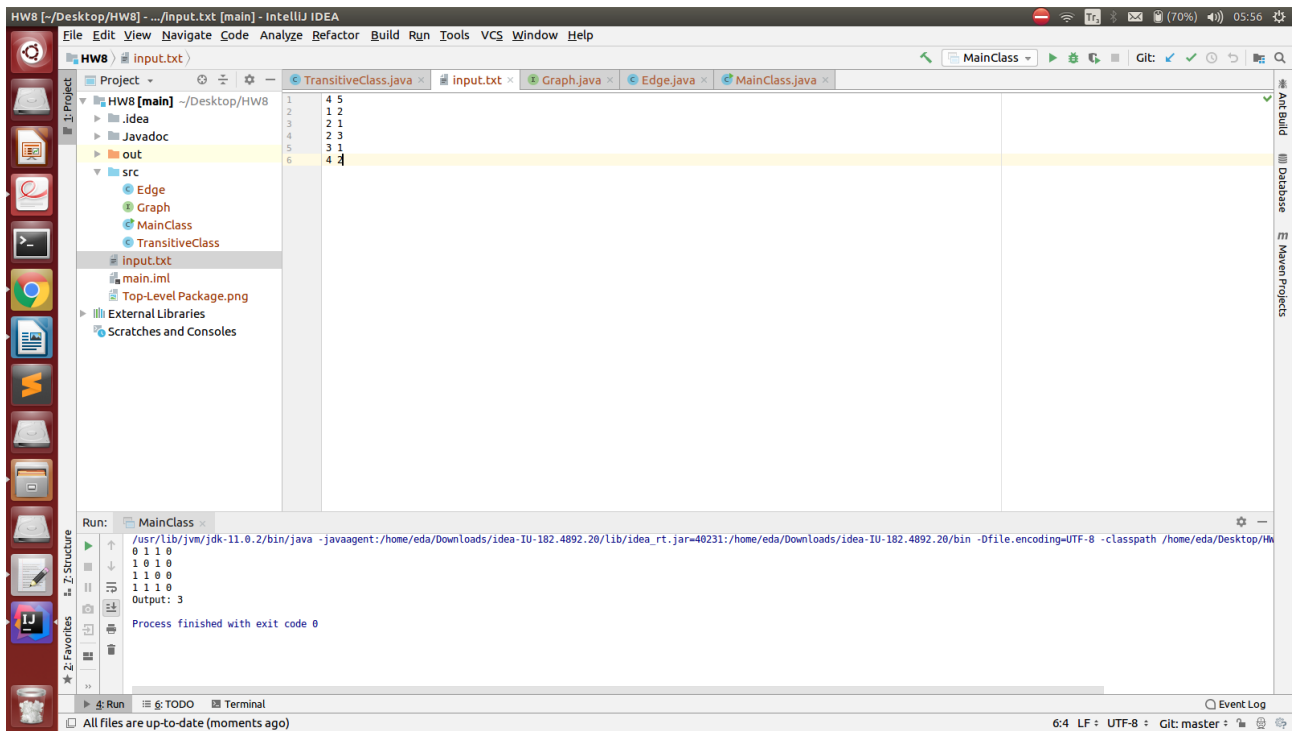 HW8 [~/Desktop/HW8] - .../input.txt [main] - IntelliJ IDEA
Tr1 (70%) 05:56
File Edit View Navigate Code Analyze Refactor Build Run Tools VCS Window Help
HW8 input.txt MainClass Git:
1: Project
Project
TransitiveClass.java × input.txt × Graph.java × Edge.java × MainClass.java ×
HW8 [main] ~/Desktop/HW8
.idea
Javadoc
out
src
Edge
Graph
MainClass
TransitiveClass
input.txt
main.iml
Top-Level Package.png
External Libraries
Scratches and Consoles
1 4 5
2 1 2
3 2 1
4 2 3
5 3 1
6 4 2
Ant Build
Database
m Maven Projects
Run: MainClass ×
/usr/lib/jvm/jdk-11.0.2/bin/java -javaagent:/home/eda/Downloads/idea-IU-182.4892.20/lib/idea_rt.jar=40231:/home/eda/Downloads/idea-IU-182.4892.20/bin -Dfile.encoding=UTF-8 -classpath /home/eda/Desktop/HW
0 1 1 0
1 0 1 0
1 1 0 0
1 1 1 0
Output: 3
Process finished with exit code 0
Z: Structure
2: Favorites
IJ
4: Run 6: TODO Terminal Event Log
All files are up-to-date (moments ago) 6:4 LF UTF-8 Git: master